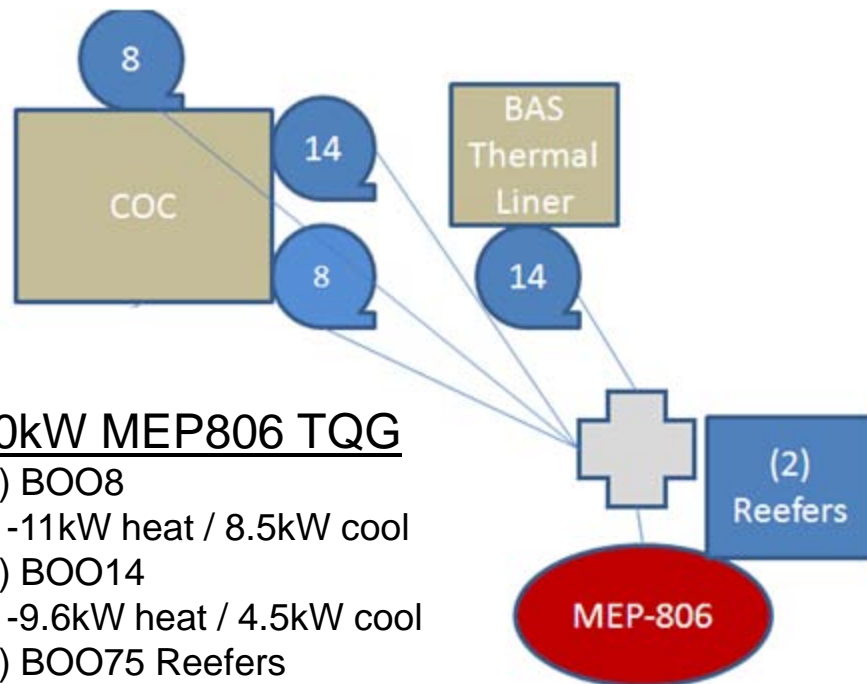 8
14
COC
8
BAS
Thermal
Liner
14
0kW MEP806 TQG
) BOO8
-11kW heat / 8.5kW cool
) BOO14
-9.6kW heat / 4.5kW cool
) BOO75 Reefers
(2)
Reefers
MEP-806